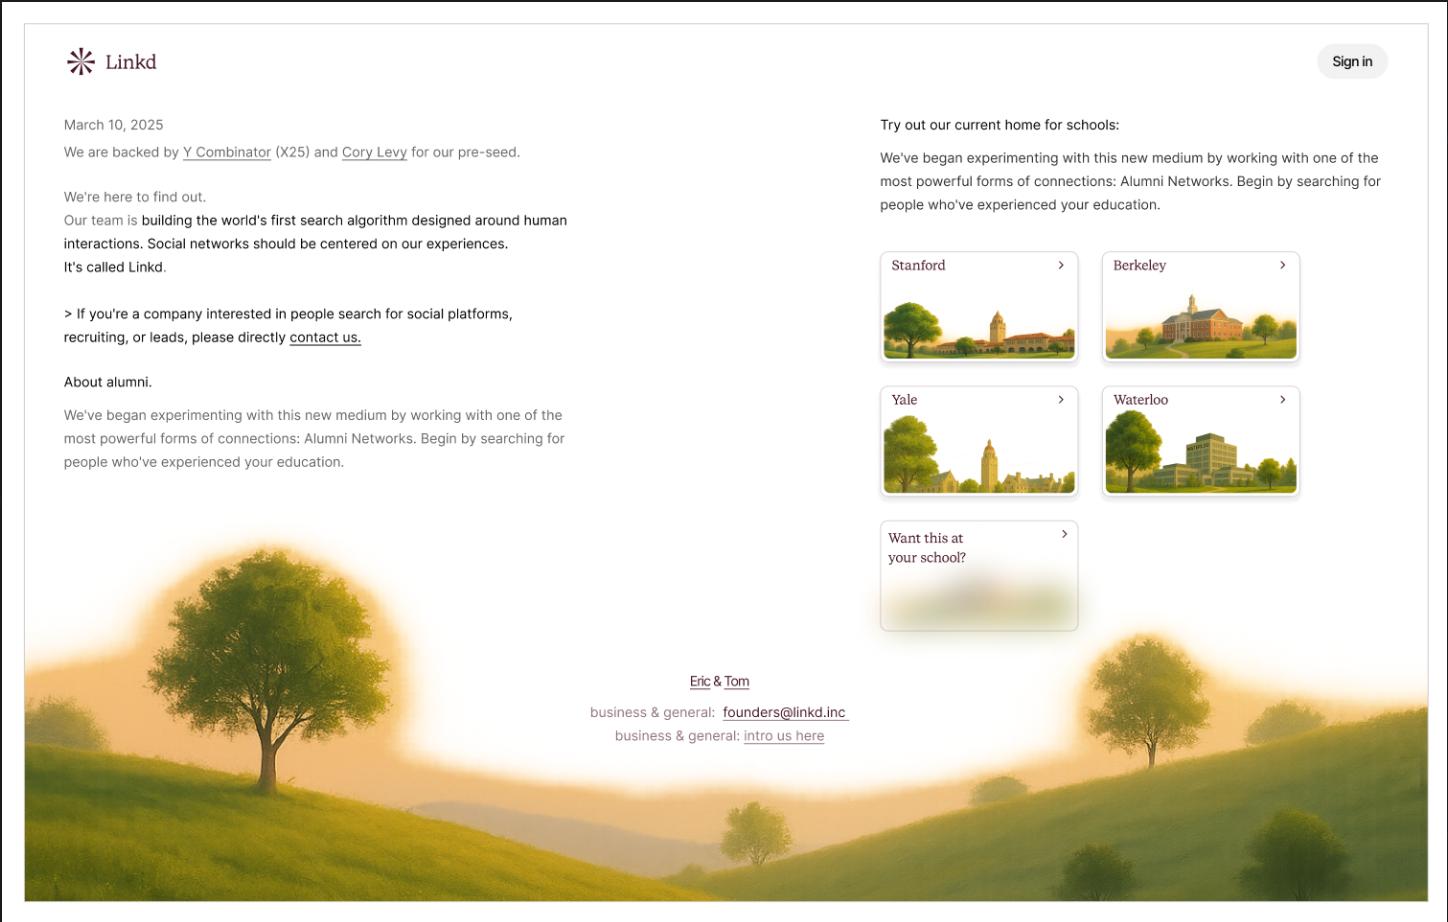 Linkd
Sign in
March 10, 2025
We are backed by Y Combinator (X25) and Cory Levy for our pre-seed.
We're here to find out.
Our team is building the world's first search algorithm designed around human
interactions. Social networks should be centered on our experiences.
It's called Linkd.
> If you're a company interested in people search for social platforms,
recruiting, or leads, please directly contact us.
About alumni.
We've began experimenting with this new medium by working with one of the
most powerful forms of connections: Alumni Networks. Begin by searching for
people who've experienced your education.
Try out our current home for schools:
We've began experimenting with this new medium by working with one of the
most powerful forms of connections: Alumni Networks. Begin by searching for
people who've experienced your education.
Stanford
Berkeley
Yale
Waterloo
WATERLOO
Want this at
your school?
Eric & Tom
business & general: founders@linkd.inc
business & general: intro us here